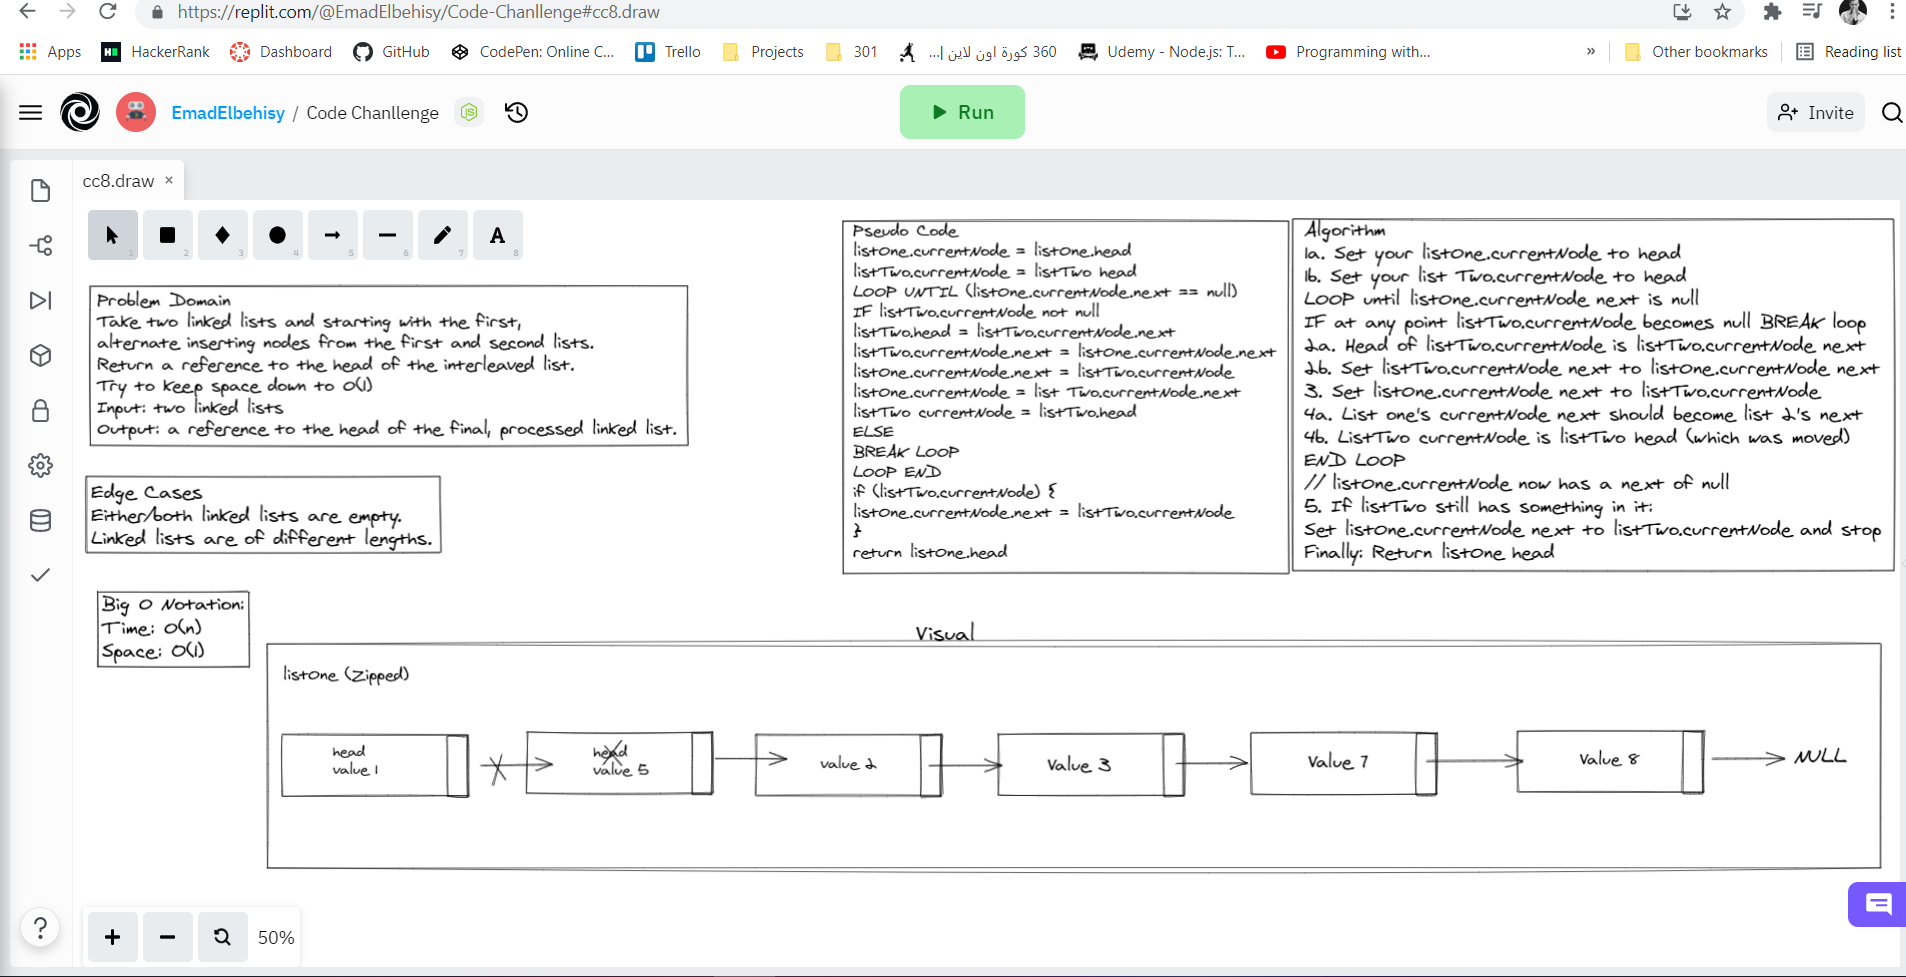 https://replit.com/@EmadElbehisy/Code-Chanllenge#cc8.draw
Apps HackerRank Dashboard GitHub CodePen: Online C... Trello Projects 301 360 كورة اون لاين |... Udemy - Node.js: T... Programming with... » Other bookmarks Reading list
EmadElbehisy / Code Chanllenge JS Run Invite
cc8.draw ×
1 2 3 4 5 6 7 A 8
Problem Domain
Take two linked lists and starting with the first,
alternate inserting nodes from the first and second lists.
Return a reference to the head of the interleaved list.
Try to keep space down to O(1)
Input: two linked lists
Output: a reference to the head of the final, processed linked list.
Edge Cases
Either/both linked lists are empty.
Linked lists are of different lengths.
Big O Notation:
Time: O(n)
Space: O(1)
Pseudo Code
listOne.currentNode = listOne.head
listTwo.currentNode = listTwo head
LOOP UNTIL (listOne.currentNode.next == null)
IF listTwo.currentNode not null
listTwo.head = listTwo.currentNode.next
listTwo.currentNode.next = listOne.currentNode.next
listOne.currentNode.next = listTwo.currentNode
listOne.currentNode = list Two.currentNode.next
listTwo currentNode = listTwo.head
ELSE
BREAK LOOP
LOOP END
if (listTwo.currentNode) {
listOne.currentNode.next = listTwo.currentNode
}
return listOne.head
Algorithm
1a. Set your listOne.currentNode to head
1b. Set your list Two.currentNode to head
LOOP until listOne.currentNode next is null
IF at any point listTwo.currentNode becomes null BREAK loop
2a. Head of listTwo.currentNode is listTwo.currentNode next
2b. Set listTwo.currentNode next to listOne.currentNode next
3. Set listOne.currentNode next to listTwo.currentNode
4a. List one's currentNode next should become list 2's next
4b. ListTwo currentNode is listTwo head (which was moved)
END LOOP
// listOne.currentNode now has a next of null
5. If listTwo still has something in it:
Set listOne.currentNode next to listTwo.currentNode and stop
Finally: Return listOne head
Visual
listOne (Zipped)
head
value 1
head
value 5
value 2
Value 3
Value 7
Value 8
NULL
? + − 50%